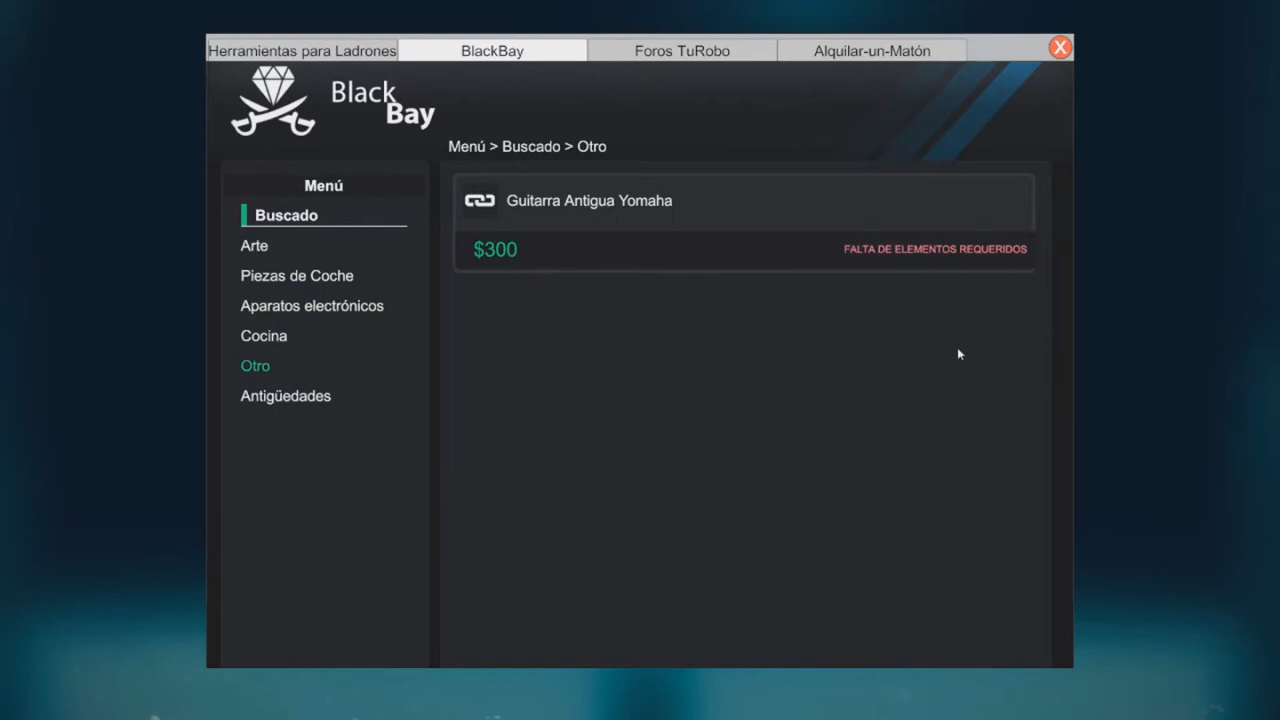 Herramientas para Ladrones
BlackBay
Foros TuRobo
Alquilar-un-Matón
X
Black
Bay
Menú > Buscado > Otro
Menú
Buscado
Arte
Piezas de Coche
Aparatos electrónicos
Cocina
Otro
Antigüedades
Guitarra Antigua Yomaha
$300
FALTA DE ELEMENTOS REQUERIDOS